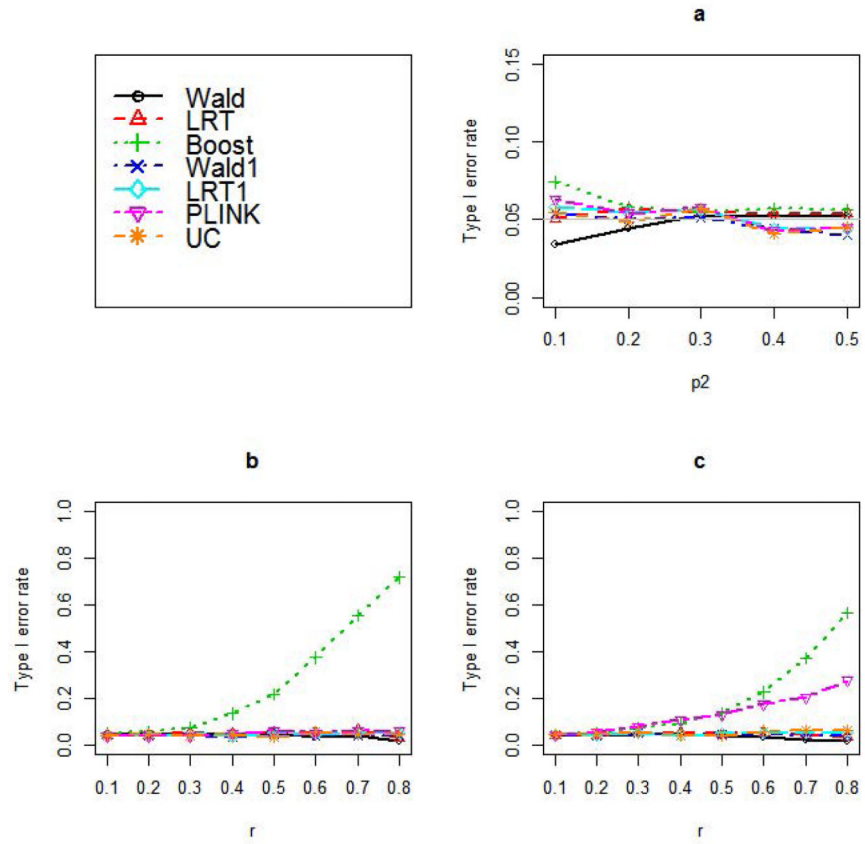 Wald
LRT
Boost
Wald1
LRT1
PLINK
UC
a
Type I error rate
0.15
0.10
0.05
0.00
0.1 0.2 0.3 0.4 0.5
p2
b
Type I error rate
1.0
0.8
0.6
0.4
0.2
0.0
0.1 0.2 0.3 0.4 0.5 0.6 0.7 0.8
r
c
Type I error rate
1.0
0.8
0.6
0.4
0.2
0.0
0.1 0.2 0.3 0.4 0.5 0.6 0.7 0.8
r